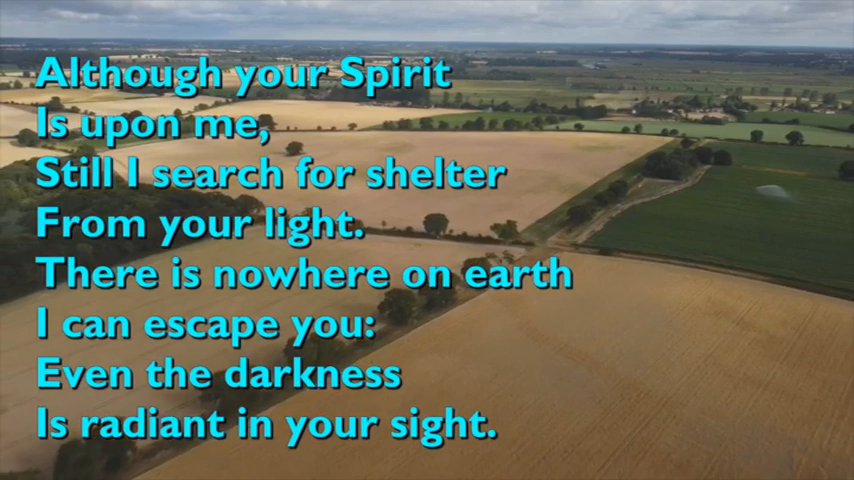 Although your Spirit
Is upon me,
Still I search for shelter
From your light.
There is nowhere on earth
I can escape you:
Even the darkness
Is radiant in your sight.